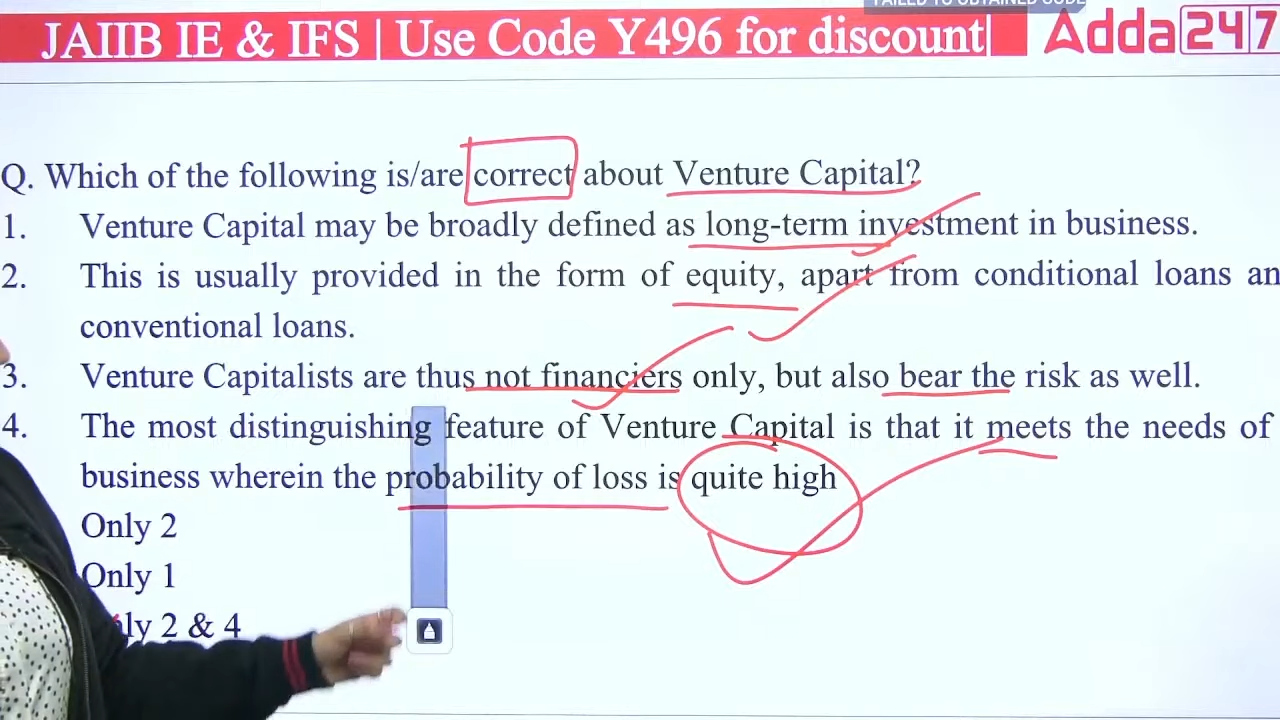 FAILED TO OBTAINED CODE
JAIIB IE & IFS | Use Code Y496 for discount
Adda247
Q. Which of the following is/are correct about Venture Capital?
1. Venture Capital may be broadly defined as long-term investment in business.
2. This is usually provided in the form of equity, apart from conditional loans an
conventional loans.
3. Venture Capitalists are thus not financiers only, but also bear the risk as well.
4. The most distinguishing feature of Venture Capital is that it meets the needs of
business wherein the probability of loss is quite high
Only 2
Only 1
ly 2 & 4